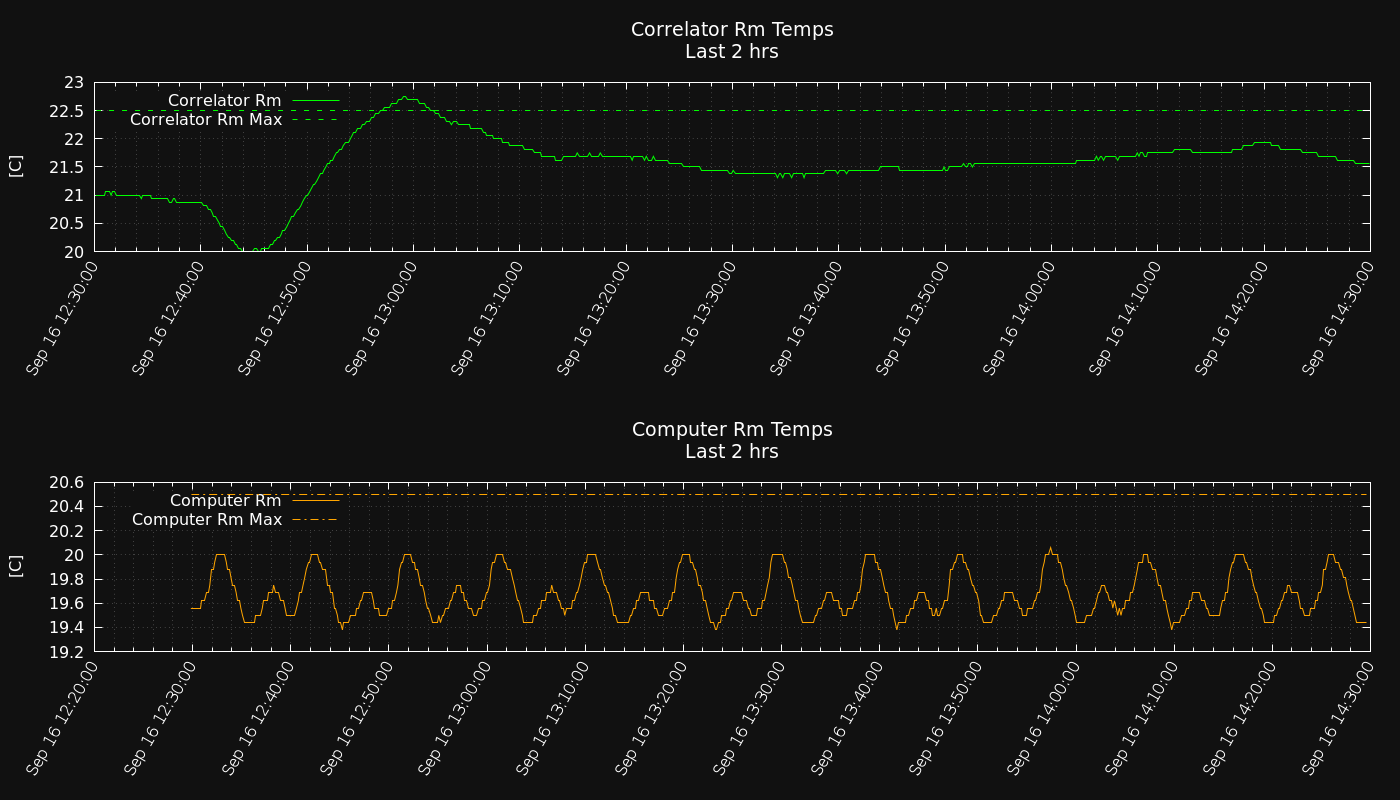 Correlator Rm Temps
Last 2 hrs
23
22.5
22
21.5
21
20.5
20
[C]
Correlator Rm
Correlator Rm Max
Sep 16 12:30:00
Sep 16 12:40:00
Sep 16 12:50:00
Sep 16 13:00:00
Sep 16 13:10:00
Sep 16 13:20:00
Sep 16 13:30:00
Sep 16 13:40:00
Sep 16 13:50:00
Sep 16 14:00:00
Sep 16 14:10:00
Sep 16 14:20:00
Sep 16 14:30:00
Computer Rm Temps
Last 2 hrs
20.6
20.4
20.2
20
19.8
19.6
19.4
19.2
[C]
Computer Rm
Computer Rm Max
Sep 16 12:20:00
Sep 16 12:30:00
Sep 16 12:40:00
Sep 16 12:50:00
Sep 16 13:00:00
Sep 16 13:10:00
Sep 16 13:20:00
Sep 16 13:30:00
Sep 16 13:40:00
Sep 16 13:50:00
Sep 16 14:00:00
Sep 16 14:10:00
Sep 16 14:20:00
Sep 16 14:30:00